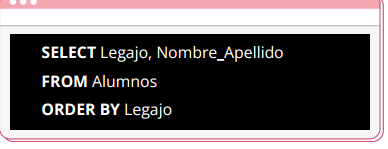 SELECT Legajo, Nombre_Apellido
FROM Alumnos
ORDER BY Legajo